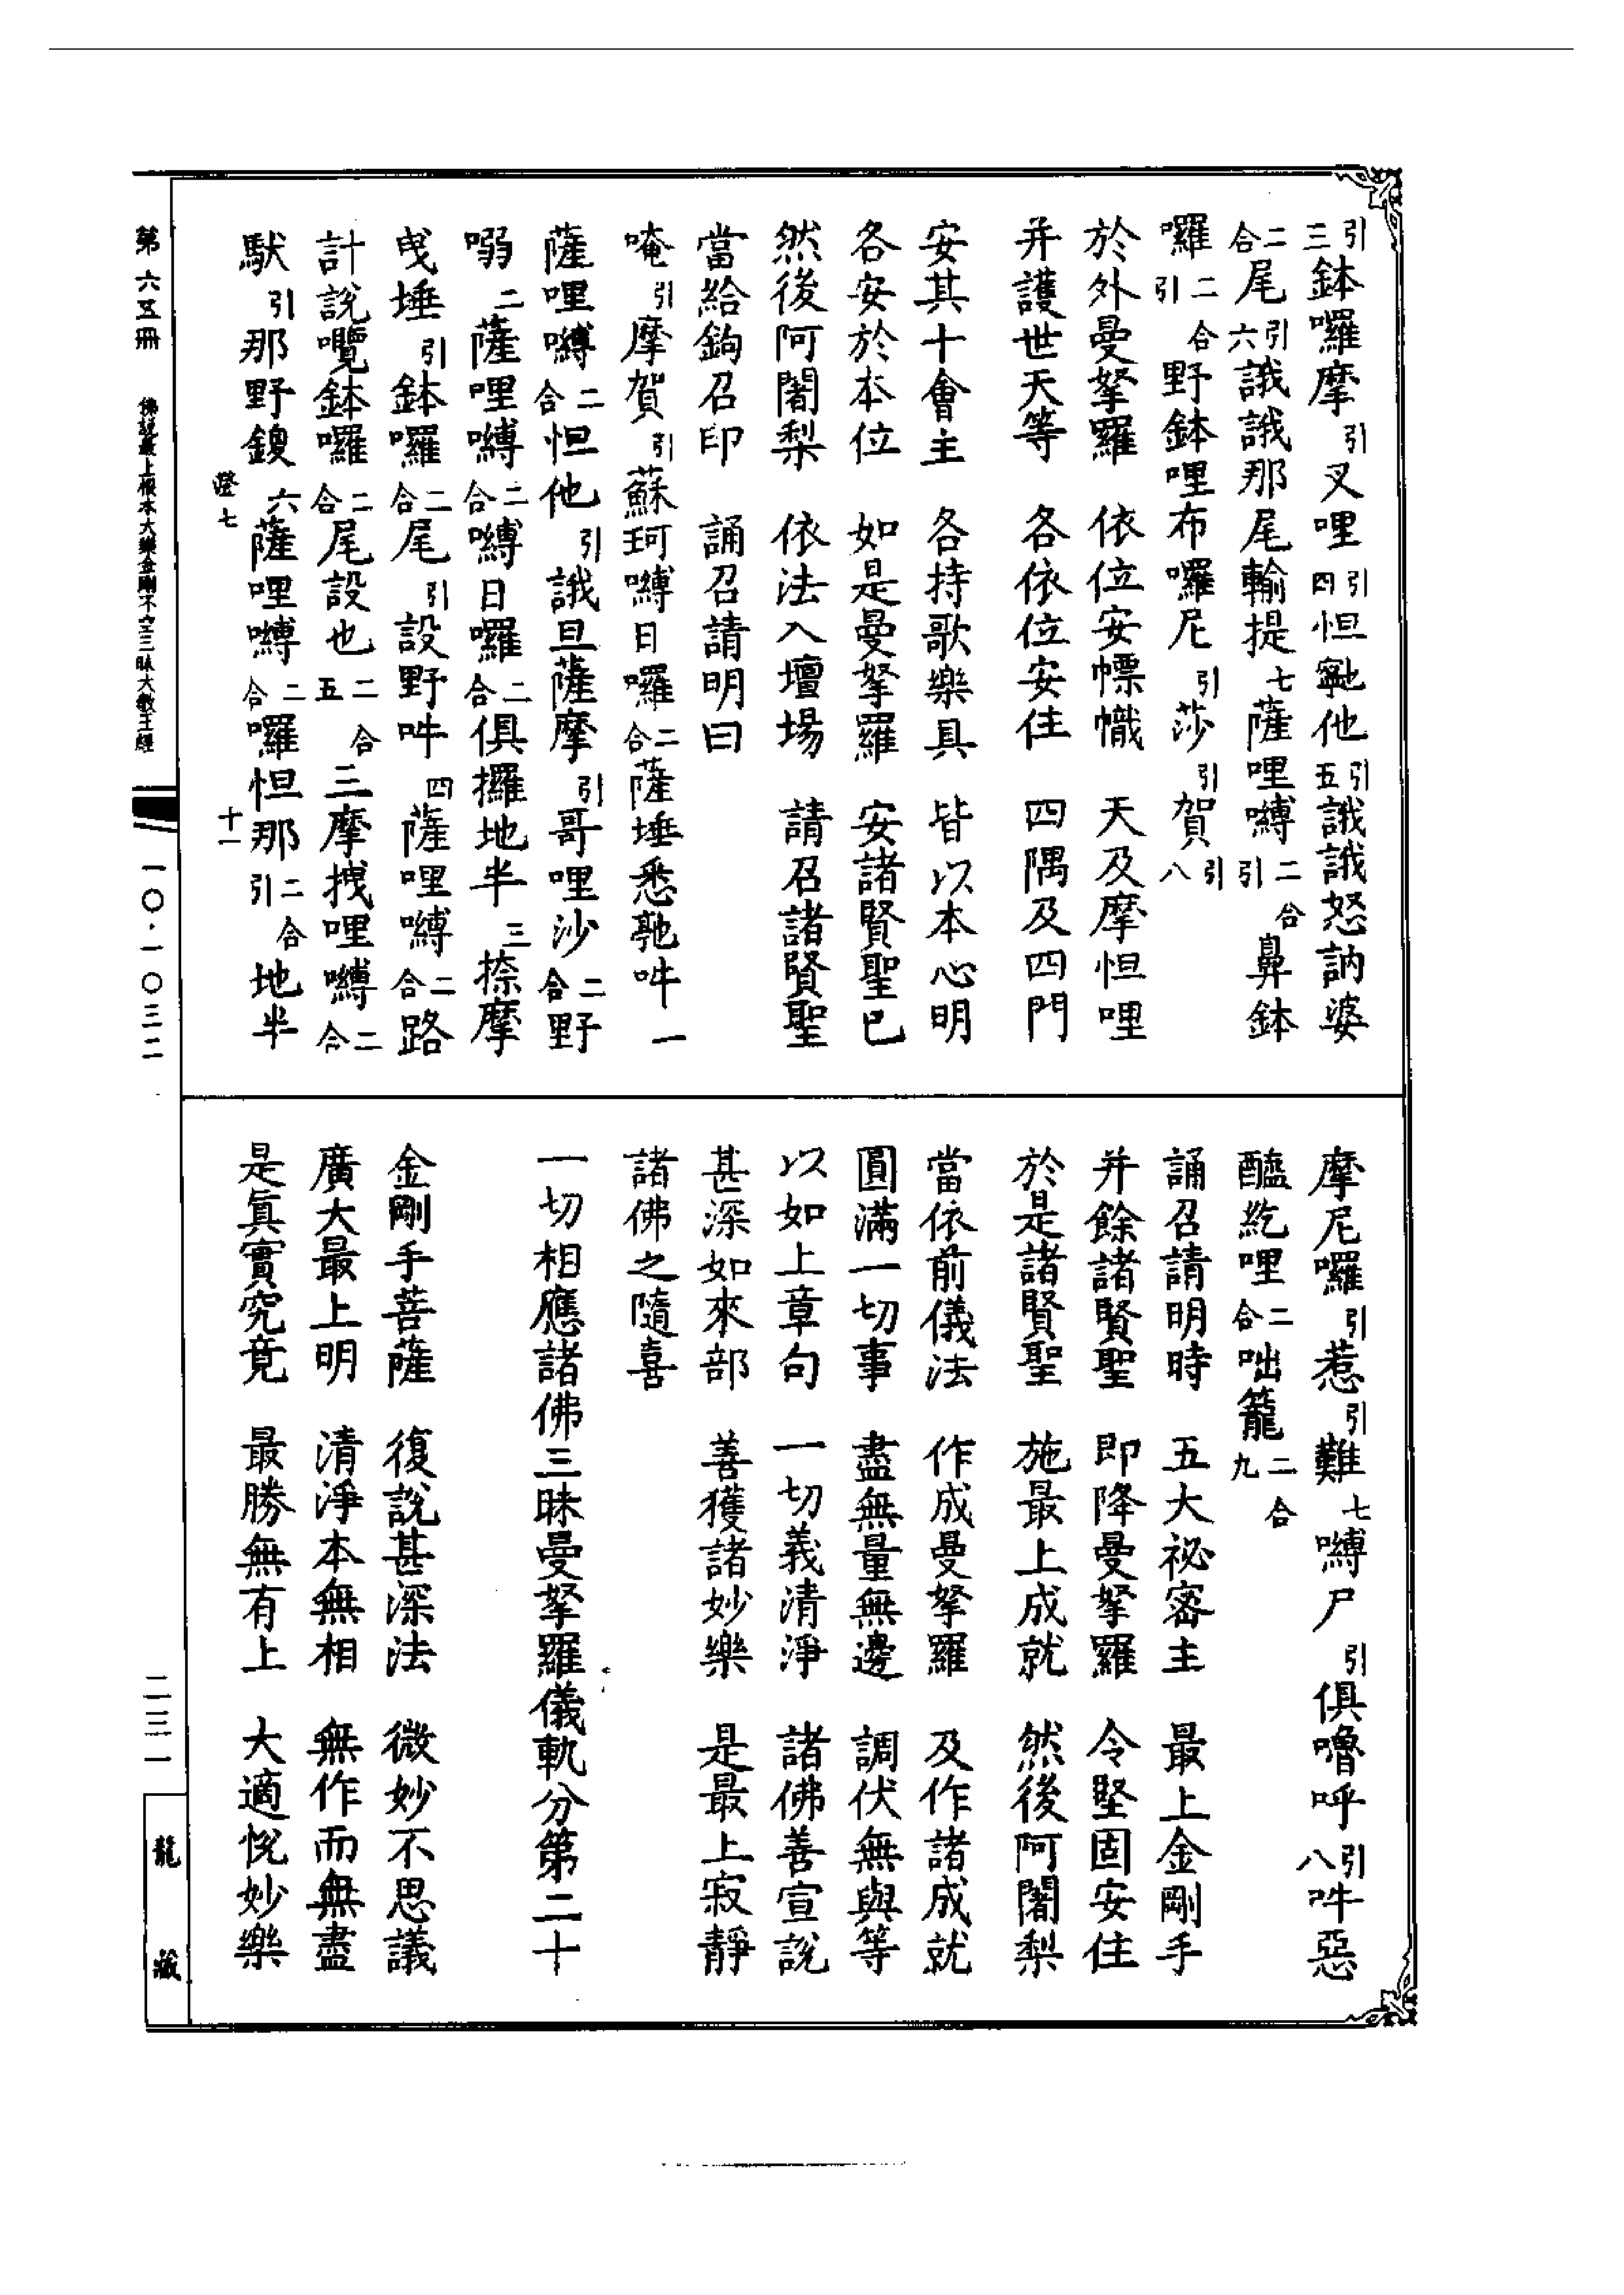 引三鉢囉摩引叉哩引四怛毈他引五誐誐怒訥婆
二合尾引六誐誐那尾輸提七薩哩嚩二合引鼻鉢
囉二合引野鉢哩布囉尼引莎引賀引八
於外曼拏羅　依位安幖幟　天及摩怛哩
并護世天等　各依位安住　四隅及四門
安其十會主　各持歌樂具　皆以本心明
各安於本位　如是曼拏羅　安諸賢聖已
然後阿闍梨　依法入壇場　請召諸賢聖
當給鉤召印　誦召請明曰
唵引摩賀引蘇珂嚩日囉二合薩埵悉馳吽一
薩哩嚩二合怛他引誐旦薩摩引哥哩沙二合野
嗍二薩哩嚩二合嚩日囉二合俱攞地半三捺摩
曳埵引鉢囉二合尾引設野吽四薩哩嚩二合路
計說囕鉢囉二合尾設也二合五三摩拽哩嚩二合
馱引那野鍐六薩哩嚩二合囉怛那二合引地半
摩尼囉引惹引難七嚩尸引俱嚕呼引八吽惡
醯紇哩二合咄籠二合九
誦召請明時　五大祕密主　最上金剛手
并餘諸賢聖　即降曼拏羅　令堅固安住
於是諸賢聖　施最上成就　然後阿闍梨
當依前儀法　作成曼拏羅　及作諸成就
圓滿一切事　盡無量無邊　調伏無與等
以如上章句　一切義清淨　諸佛善宣說
甚深如來部　善獲諸妙樂　是最上寂靜
諸佛之隨喜
一切相應諸佛三昧曼拏羅儀軌分第二十
金剛手菩薩　復說甚深法　微妙不思議
廣大最上明　清淨本無相　無作而無盡
是眞實究竟　最勝無有上　大適悅妙樂
澄七　十一
第六五冊　佛說最上根本大樂金剛不空三昧大教王經　一〇·一〇三二　二三一　龍藏